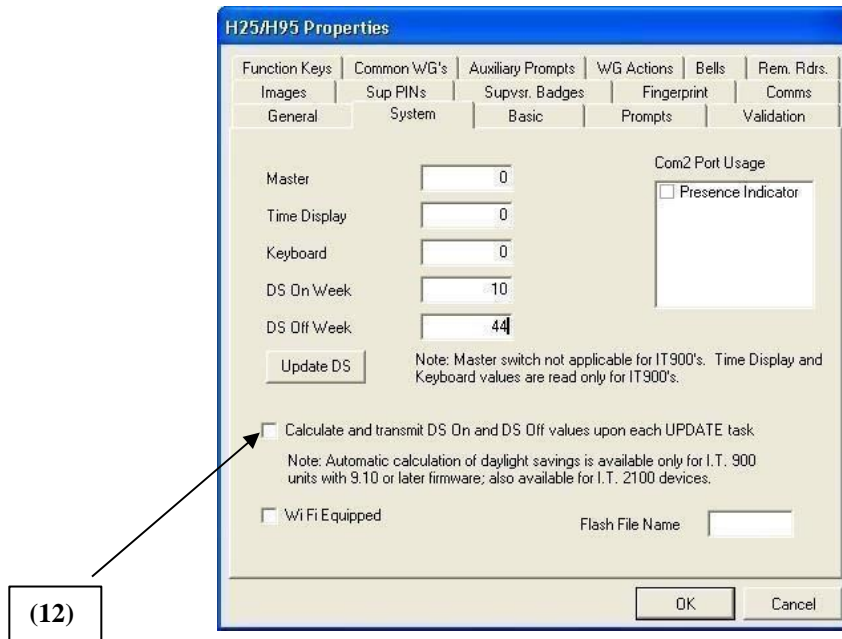 H25/H95 Properties
Function Keys
Common WG's
Auxiliary Prompts
WG Actions
Bells
Rem. Rdrs.
Images
Sup PINs
Supvsr. Badges
Fingerprint
Comms
General
System
Basic
Prompts
Validation
Master 0
Time Display 0
Keyboard 0
DS On Week 10
DS Off Week 44
Com2 Port Usage
Presence Indicator
Update DS
Note: Master switch not applicable for IT900's. Time Display and
Keyboard values are read only for IT900's.
Calculate and transmit DS On and DS Off values upon each UPDATE task
Note: Automatic calculation of daylight savings is available only for I.T. 900
units with 9.10 or later firmware; also available for I.T. 2100 devices.
Wi Fi Equipped
Flash File Name
(12)
OK
Cancel